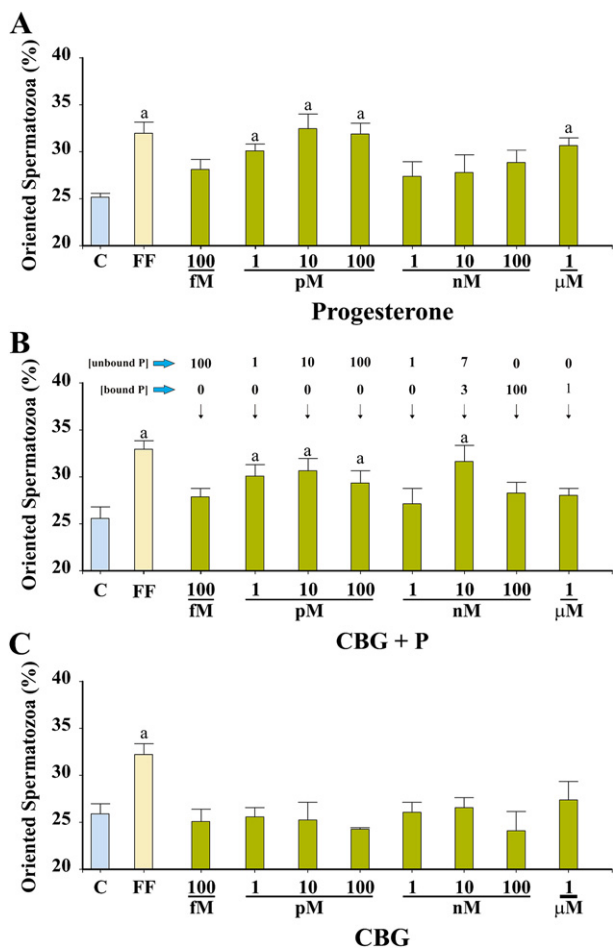 A
Oriented Spermatozoa (%)
40
35
30
25
20
a
a
a
a
a
C FF 100 1 10 100 1 10 100 1
fM pM nM μM
Progesterone
B
[unbound P] 100 1 10 100 1 7 0 0
[bound P] 0 0 0 0 0 3 100 1
Oriented Spermatozoa (%)
40
35
30
25
20
a
a
a
a
a
C FF 100 1 10 100 1 10 100 1
fM pM nM μM
CBG + P
C
Oriented Spermatozoa (%)
40
35
30
25
20
a
C FF 100 1 10 100 1 10 100 1
fM pM nM μM
CBG